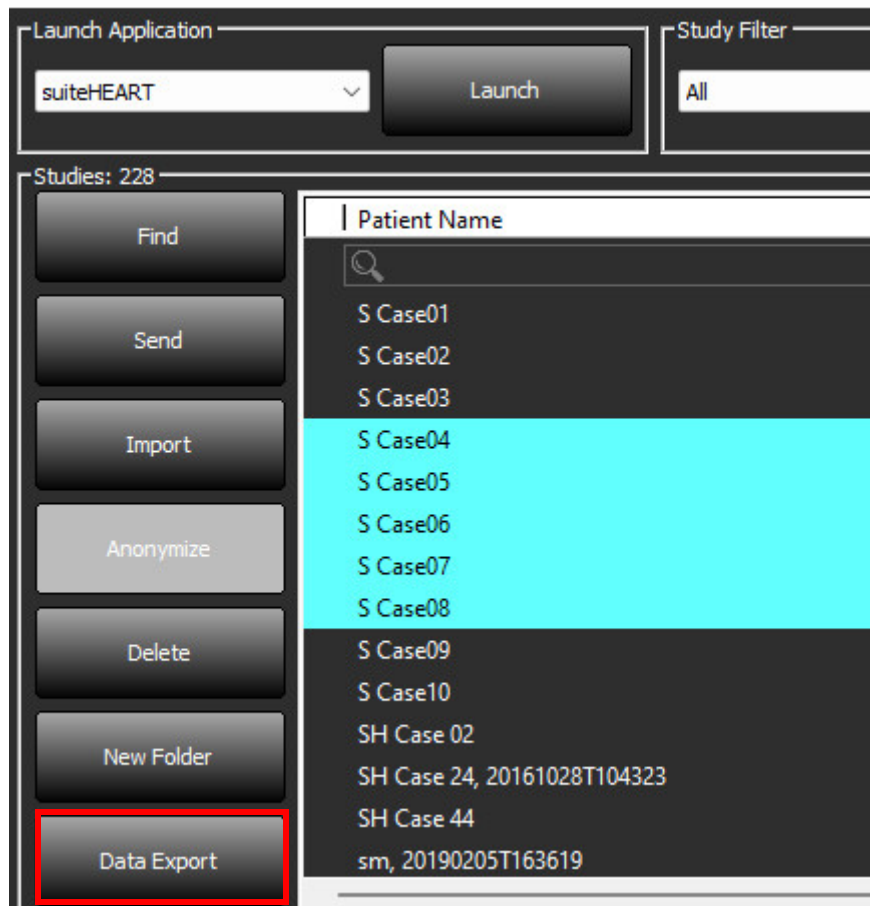 Launch Application
suiteHEART
Launch
Study Filter
All
Studies: 228
Find
Send
Import
Anonymize
Delete
New Folder
Data Export
Patient Name
S Case01
S Case02
S Case03
S Case04
S Case05
S Case06
S Case07
S Case08
S Case09
S Case10
SH Case 02
SH Case 24, 20161028T104323
SH Case 44
sm, 20190205T163619